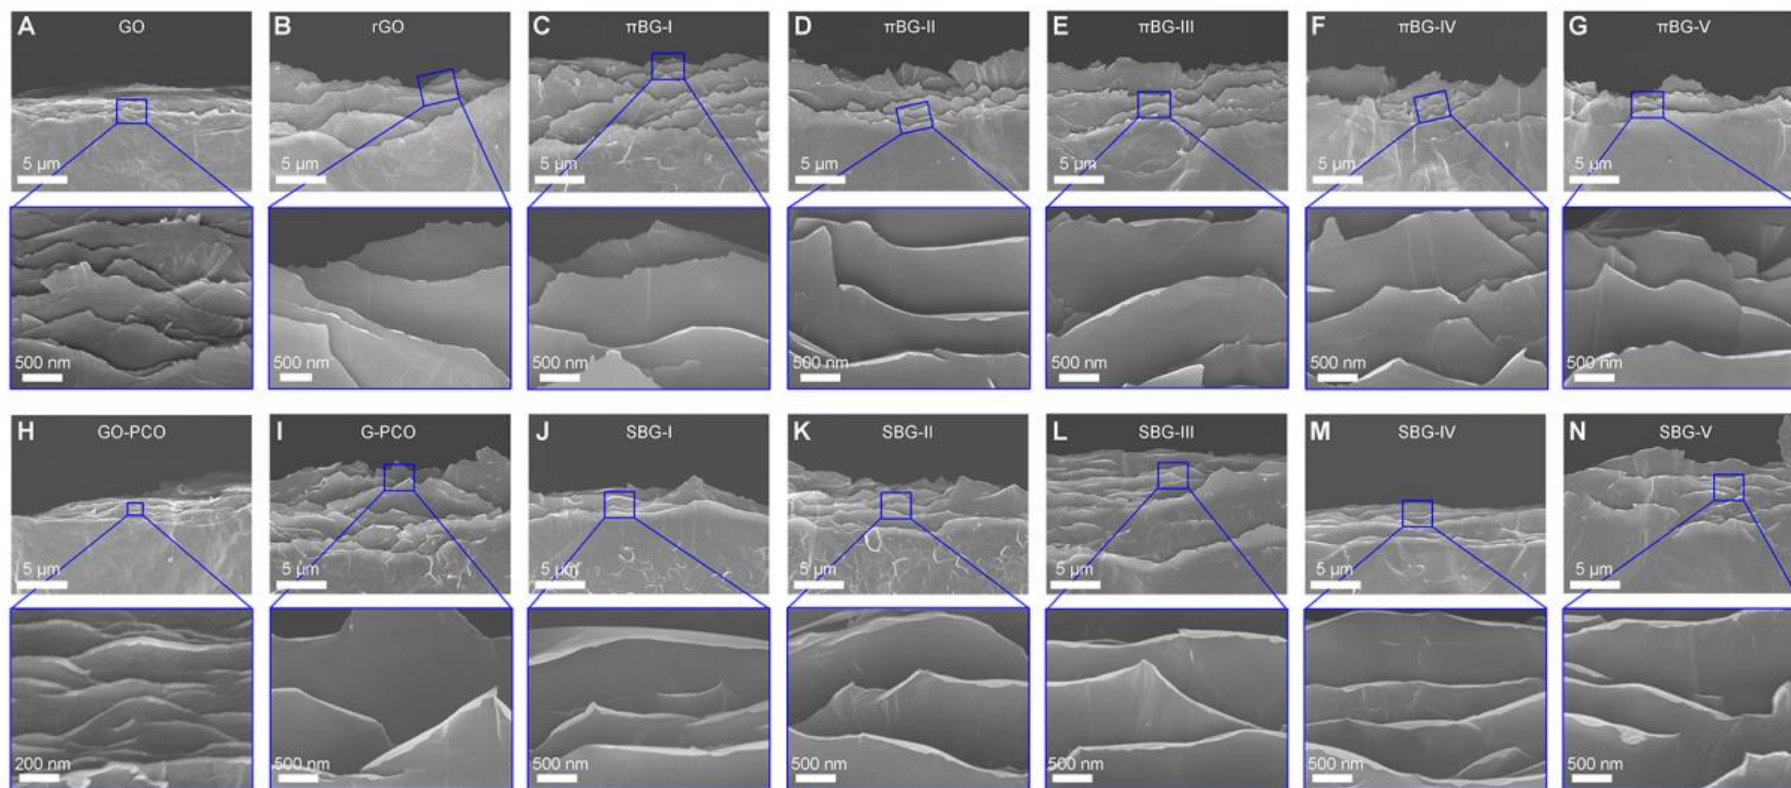 A GO
B rGO
C πBG-I
D πBG-II
E πBG-III
F πBG-IV
G πBG-V
5 μm
5 μm
5 μm
5 μm
5 μm
5 μm
5 μm
500 nm
500 nm
500 nm
500 nm
500 nm
500 nm
500 nm
H GO-PCO
I G-PCO
J SBG-I
K SBG-II
L SBG-III
M SBG-IV
N SBG-V
5 μm
5 μm
5 μm
5 μm
5 μm
5 μm
5 μm
200 nm
500 nm
500 nm
500 nm
500 nm
500 nm
500 nm